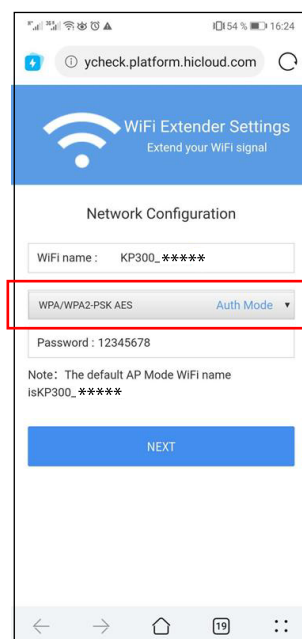 54 % 16:24
ycheck.platform.hicloud.com
WiFi Extender Settings
Extend your WiFi signal
Network Configuration
WiFi name : KP300_*****
WPA/WPA2-PSK AES Auth Mode ▼
Password : 12345678
Note：The default AP Mode WiFi name
isKP300_*****
NEXT
19